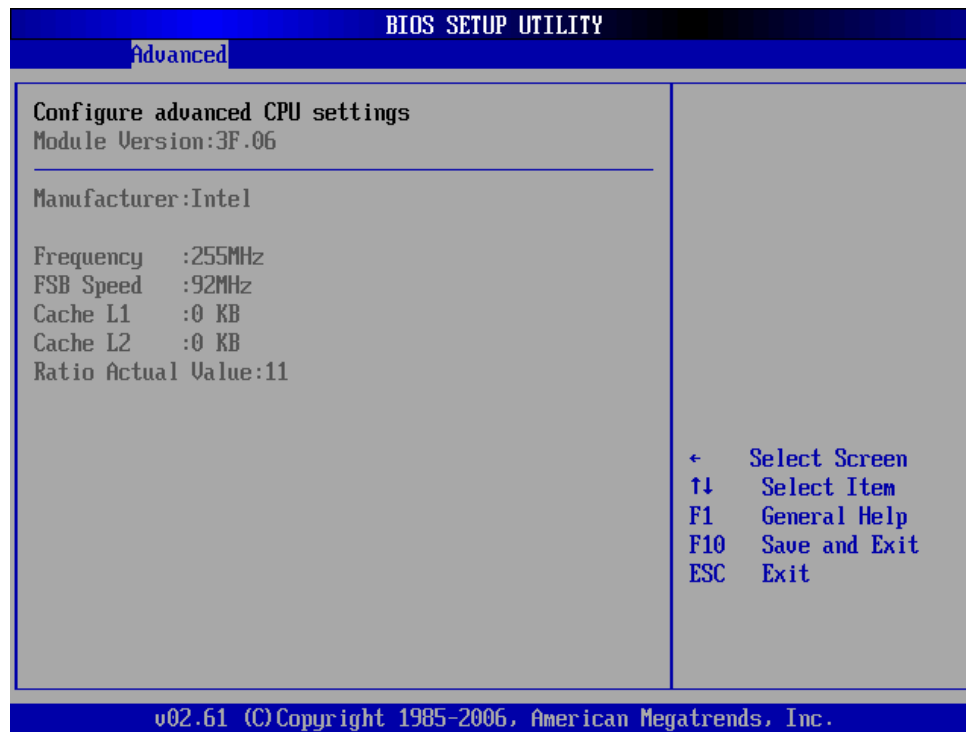 BIOS SETUP UTILITY
Advanced
Configure advanced CPU settings
Module Version:3F.06
Manufacturer:Intel
Frequency :255MHz
FSB Speed :92MHz
Cache L1 :0 KB
Cache L2 :0 KB
Ratio Actual Value:11
← Select Screen
↑↓ Select Item
F1 General Help
F10 Save and Exit
ESC Exit
v02.61 (C)Copyright 1985-2006, American Megatrends, Inc.